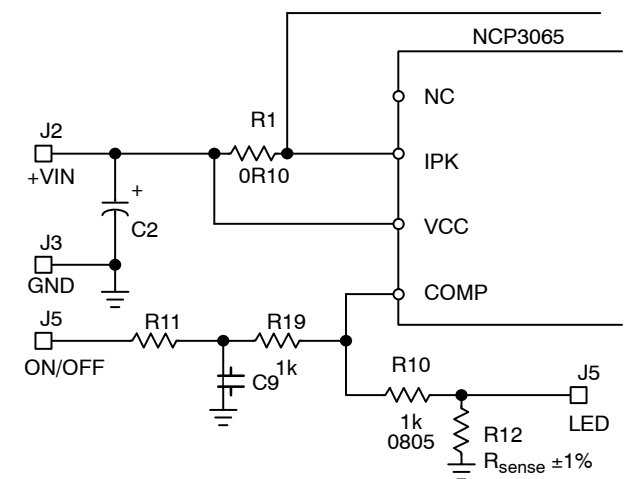 NCP3065
NC
R1
J2
IPK
+VIN
0R10
+
C2
VCC
J3
GND
COMP
J5
R11
R19
ON/OFF
C9
1k
R10
J5
1k
0805
LED
R12
Rsense ±1%